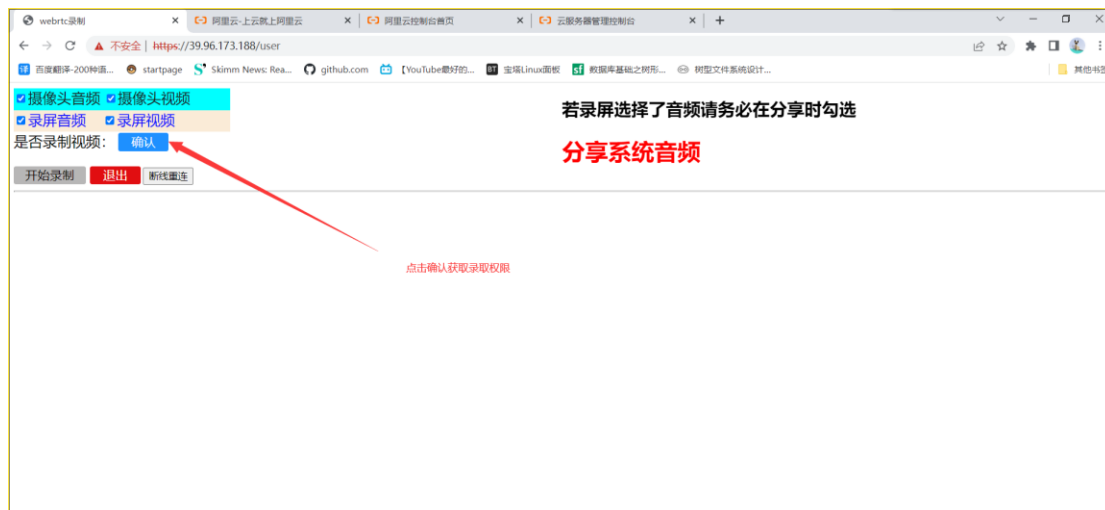 webrtc录制
阿里云-上云就上阿里云
阿里云控制台首页
云服务器管理控制台
不安全 | https://39.96.173.188/user
译 百度翻译-200种语... startpage Skimm News: Rea... github.com 【YouTube最好的... BT 宝塔Linux面板 sf 数据库基础之树形... 树型文件系统设计... 其他书签
摄像头音频 摄像头视频
录屏音频 录屏视频
是否录制视频： 确认
开始录制 退出 断线重连
若录屏选择了音频请务必在分享时勾选
分享系统音频
点击确认获取录取权限